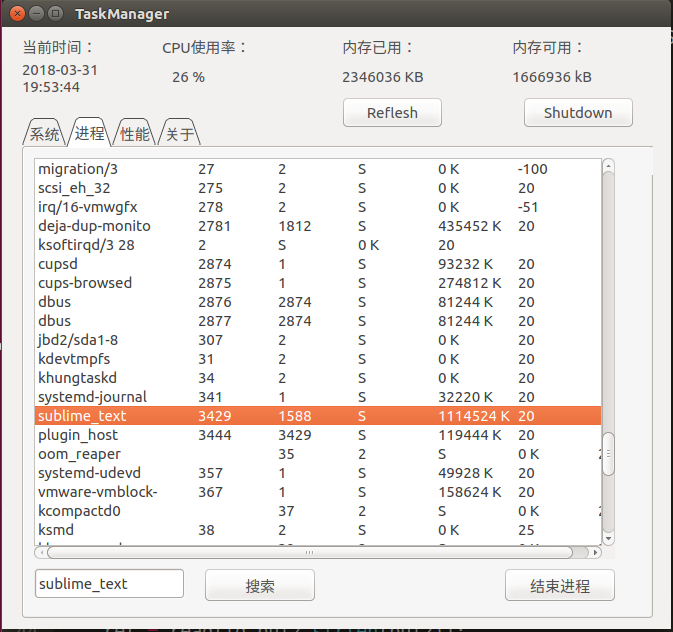 TaskManager
当前时间： CPU使用率： 内存已用： 内存可用：
2018-03-31 19:53:44 26 % 2346036 KB 1666936 kB
Reflesh Shutdown
系统 进程 性能 关于
migration/3 27 2 S 0 K -100
scsi_eh_32 275 2 S 0 K 20
irq/16-vmwgfx 278 2 S 0 K -51
deja-dup-monito 2781 1812 S 435452 K 20
ksoftirqd/3 28 2 S 0 K 20
cupsd 2874 1 S 93232 K 20
cups-browsed 2875 1 S 274812 K 20
dbus 2876 2874 S 81244 K 20
dbus 2877 2874 S 81244 K 20
jbd2/sda1-8 307 2 S 0 K 20
kdevtmpfs 31 2 S 0 K 20
khungtaskd 34 2 S 0 K 20
systemd-journal 341 1 S 32220 K 20
sublime_text 3429 1588 S 1114524 K 20
plugin_host 3444 3429 S 119444 K 20
oom_reaper 35 2 S 0 K
systemd-udevd 357 1 S 49928 K 20
vmware-vmblock- 367 1 S 158624 K 20
kcompactd0 37 2 S 0 K
ksmd 38 2 S 0 K 25
sublime_text 搜索 结束进程